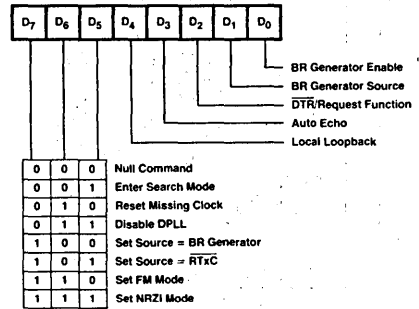 D7 D6 D5 D4 D3 D2 D1 D0
BR Generator Enable
BR Generator Source
DTR/Request Function
Auto Echo
Local Loopback
0 0 0 Null Command
0 0 1 Enter Search Mode
0 1 0 Reset Missing Clock
0 1 1 Disable DPLL
1 0 0 Set Source = BR Generator
1 0 1 Set Source = RTxC
1 1 0 Set FM Mode
1 1 1 Set NRZI Mode